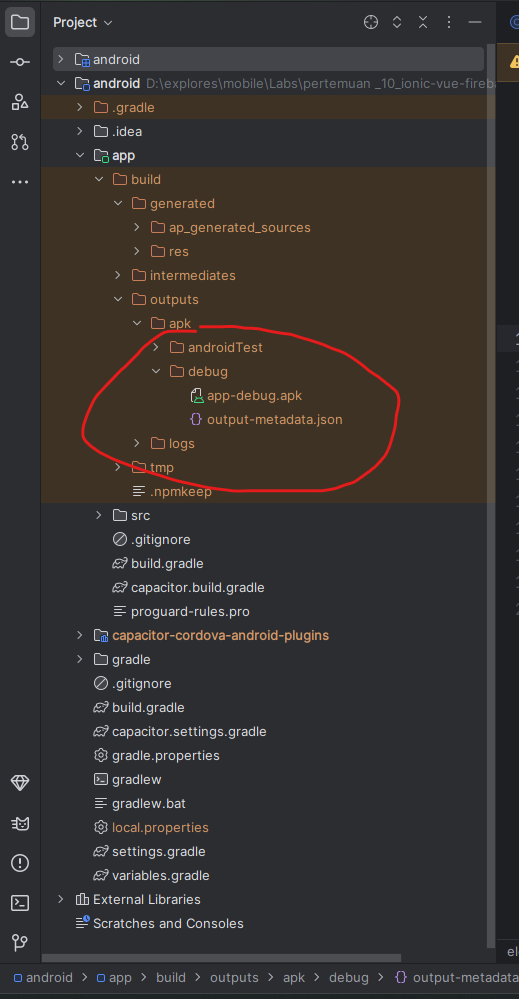 Project
android
android D:\explores\mobile\Labs\pertemuan _10_ionic-vue-fireba
.gradle
.idea
app
build
generated
ap_generated_sources
res
intermediates
outputs
apk
androidTest
debug
app-debug.apk
output-metadata.json
logs
tmp
.npmkeep
src
.gitignore
build.gradle
capacitor.build.gradle
proguard-rules.pro
capacitor-cordova-android-plugins
gradle
.gitignore
build.gradle
capacitor.settings.gradle
gradle.properties
gradlew
gradlew.bat
local.properties
settings.gradle
variables.gradle
External Libraries
Scratches and Consoles
el
android > app > build > outputs > apk > debug > {} output-metadata